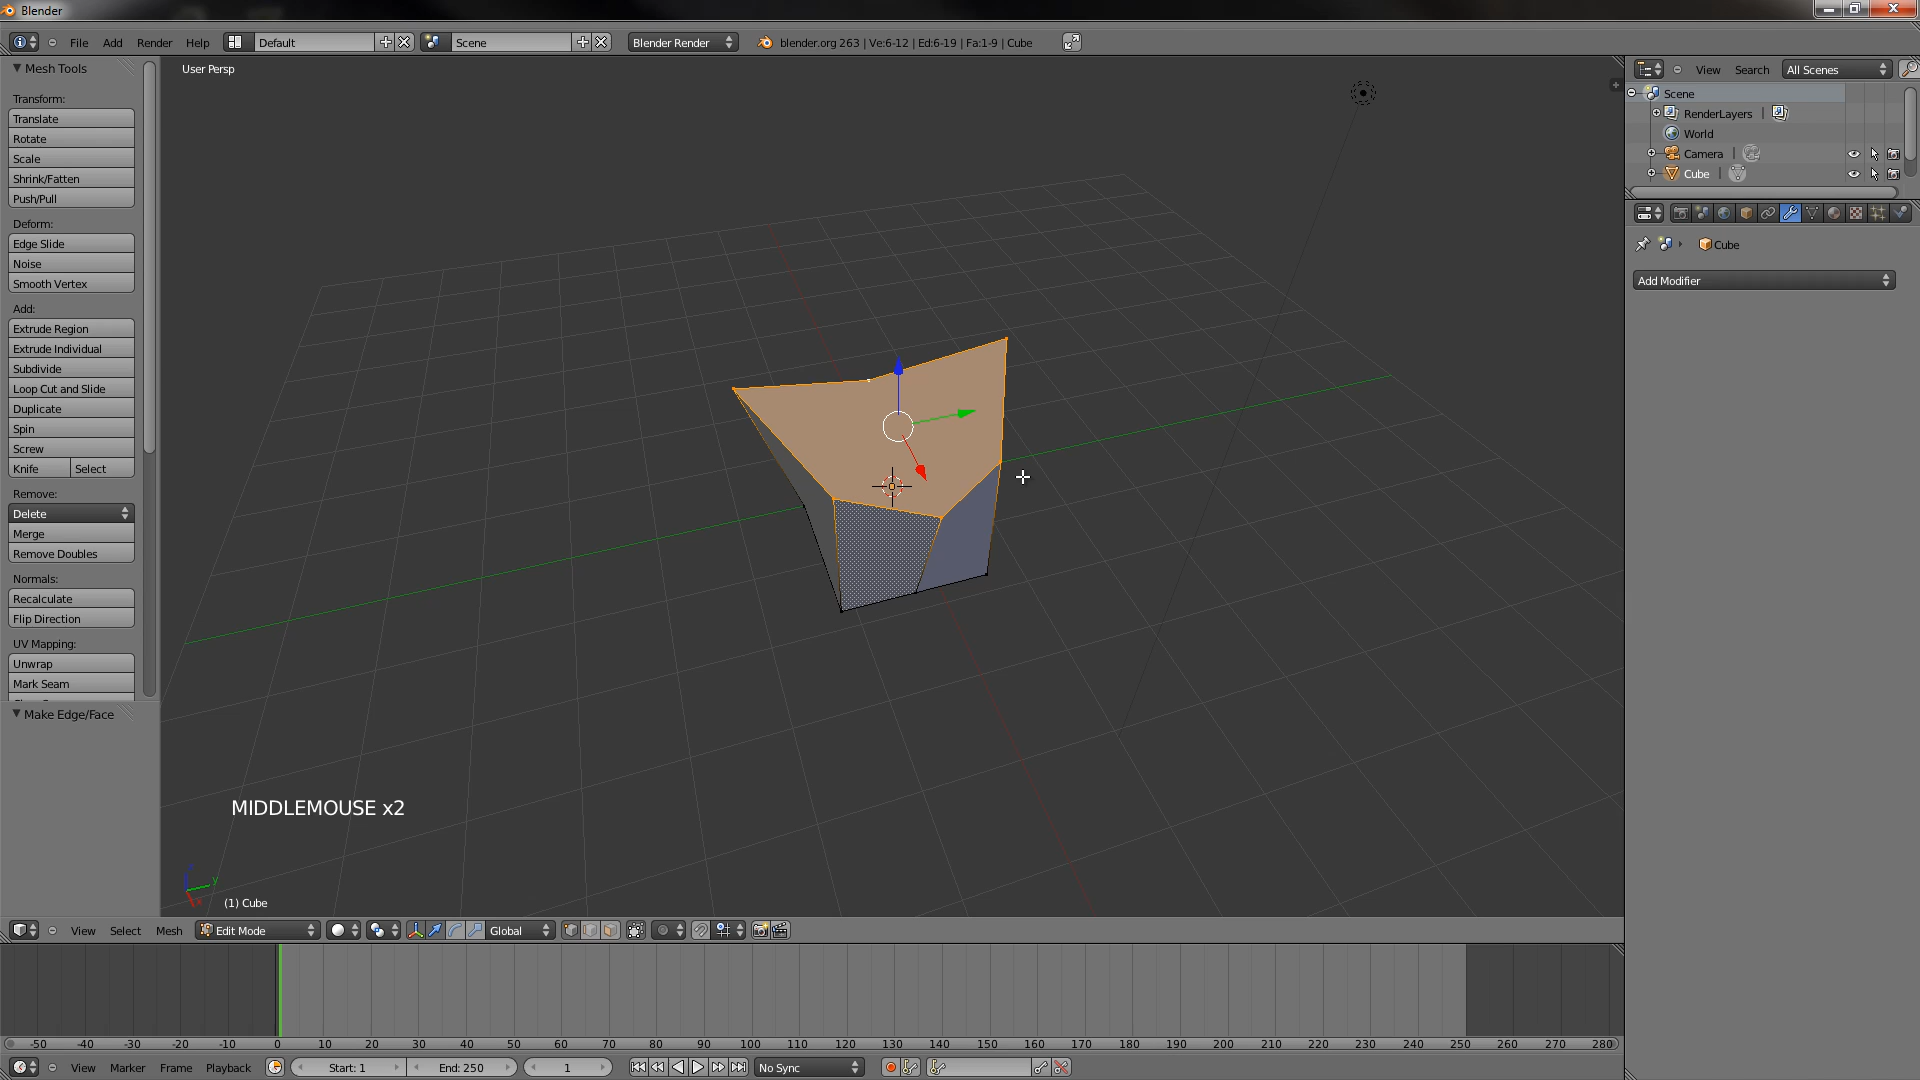 Blender
File Add Render Help Default Scene Blender Render blender.org 263 | Ve:6-12 | Ed:6-19 | Fa:1-9 | Cube
Mesh Tools
Transform:
Translate
Rotate
Scale
Shrink/Fatten
Push/Pull
Deform:
Edge Slide
Noise
Smooth Vertex
Add:
Extrude Region
Extrude Individual
Subdivide
Loop Cut and Slide
Duplicate
Spin
Screw
Knife Select
Remove:
Delete
Merge
Remove Doubles
Normals:
Recalculate
Flip Direction
UV Mapping:
Unwrap
Mark Seam
Make Edge/Face
User Persp
MIDDLEMOUSE x2
y
x
(1) Cube
View Search All Scenes
Scene
RenderLayers |
World
Camera |
Cube |
Cube
Add Modifier
View Select Mesh Edit Mode Global
-50 -40 -30 -20 -10 0 10 20 30 40 50 60 70 80 90 100 110 120 130 140 150 160 170 180 190 200 210 220 230 240 250 260 270 280
View Marker Frame Playback Start: 1 End: 250 1 No Sync